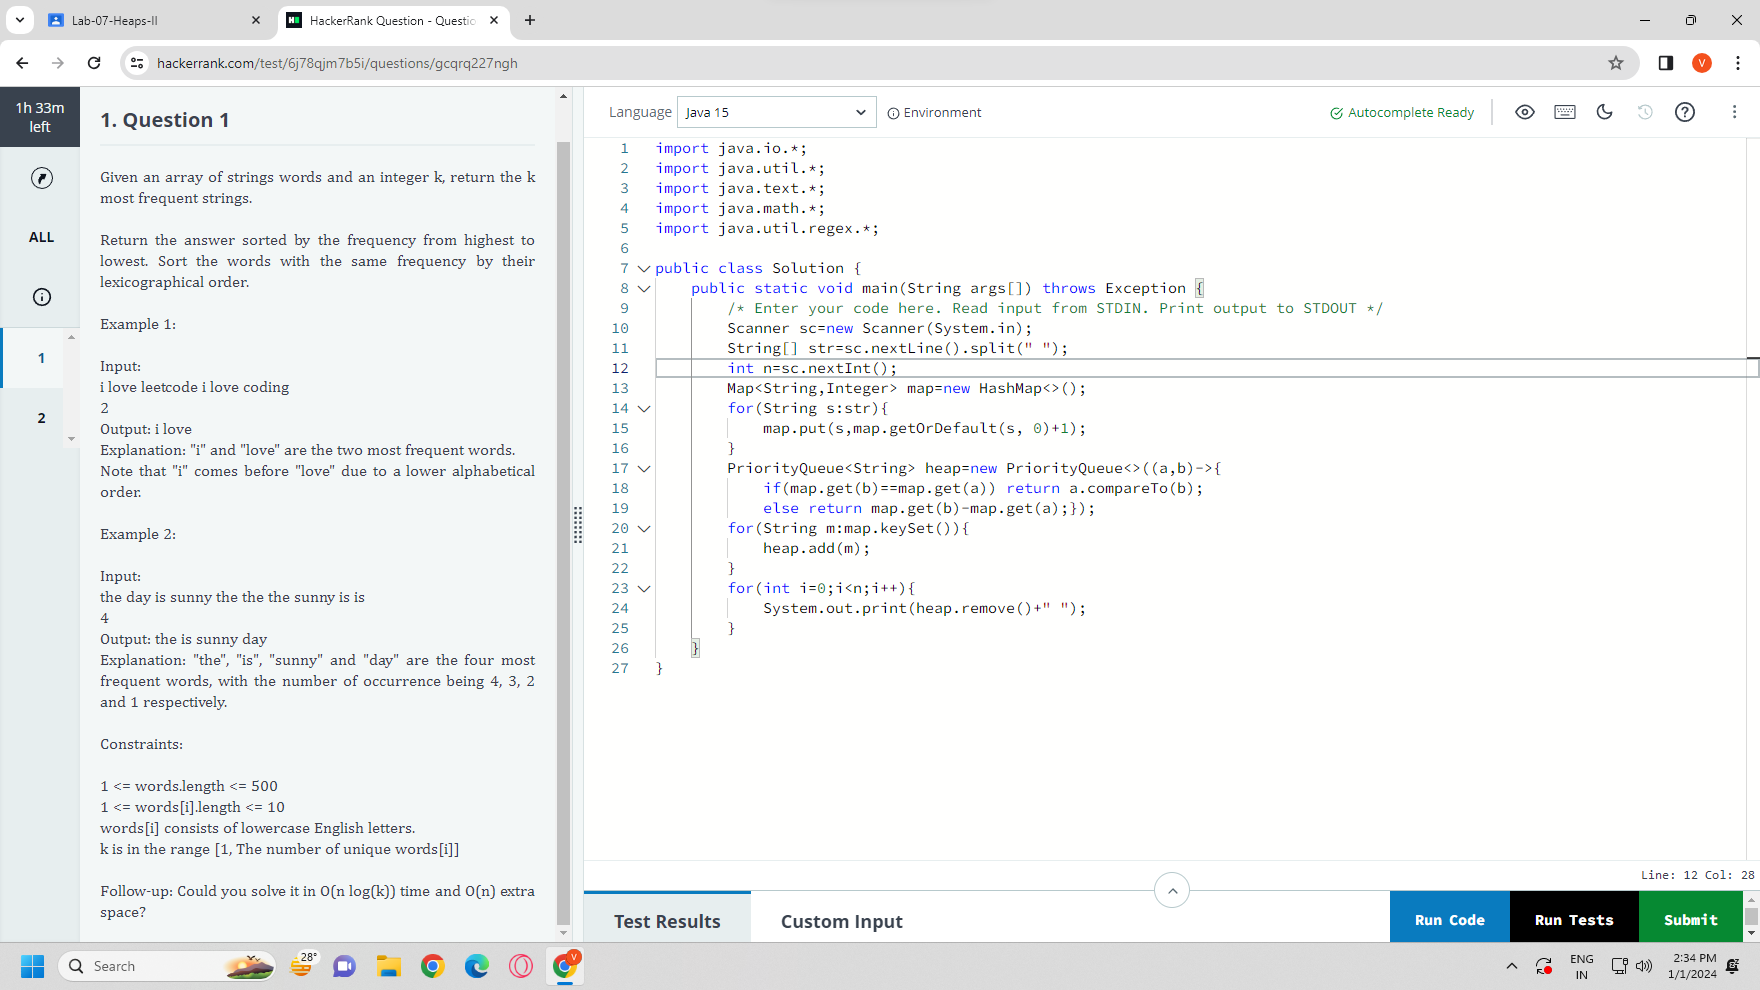 Lab-07-Heaps-II
HackerRank Question - Questio
hackerrank.com/test/6j78qjm7b5i/questions/gcqrq227ngh
V
1h 33m
left
ALL
1
2
1. Question 1
Given an array of strings words and an integer k, return the k
most frequent strings.
Return the answer sorted by the frequency from highest to
lowest. Sort the words with the same frequency by their
lexicographical order.
Example 1:
Input:
i love leetcode i love coding
2
Output: i love
Explanation: "i" and "love" are the two most frequent words.
Note that "i" comes before "love" due to a lower alphabetical
order.
Example 2:
Input:
the day is sunny the the the sunny is is
4
Output: the is sunny day
Explanation: "the", "is", "sunny" and "day" are the four most
frequent words, with the number of occurrence being 4, 3, 2
and 1 respectively.
Constraints:
1 <= words.length <= 500
1 <= words[i].length <= 10
words[i] consists of lowercase English letters.
k is in the range [1, The number of unique words[i]]
Follow-up: Could you solve it in O(n log(k)) time and O(n) extra
space?
Language Java 15 Environment
Autocomplete Ready
1 import java.io.*;
2 import java.util.*;
3 import java.text.*;
4 import java.math.*;
5 import java.util.regex.*;
6
7 public class Solution {
8 public static void main(String args[]) throws Exception {
9 /* Enter your code here. Read input from STDIN. Print output to STDOUT */
10 Scanner sc=new Scanner(System.in);
11 String[] str=sc.nextLine().split(" ");
12 int n=sc.nextInt();
13 Map<String,Integer> map=new HashMap<>();
14 for(String s:str){
15 map.put(s,map.getOrDefault(s, 0)+1);
16 }
17 PriorityQueue<String> heap=new PriorityQueue<>((a,b)->{
18 if(map.get(b)==map.get(a)) return a.compareTo(b);
19 else return map.get(b)-map.get(a);});
20 for(String m:map.keySet()){
21 heap.add(m);
22 }
23 for(int i=0;i<n;i++){
24 System.out.print(heap.remove()+" ");
25 }
26 }
27 }
Line: 12 Col: 28
Test Results
Custom Input
Run Code
Run Tests
Submit
Search
28°
V
ENG
IN
2:34 PM
1/1/2024